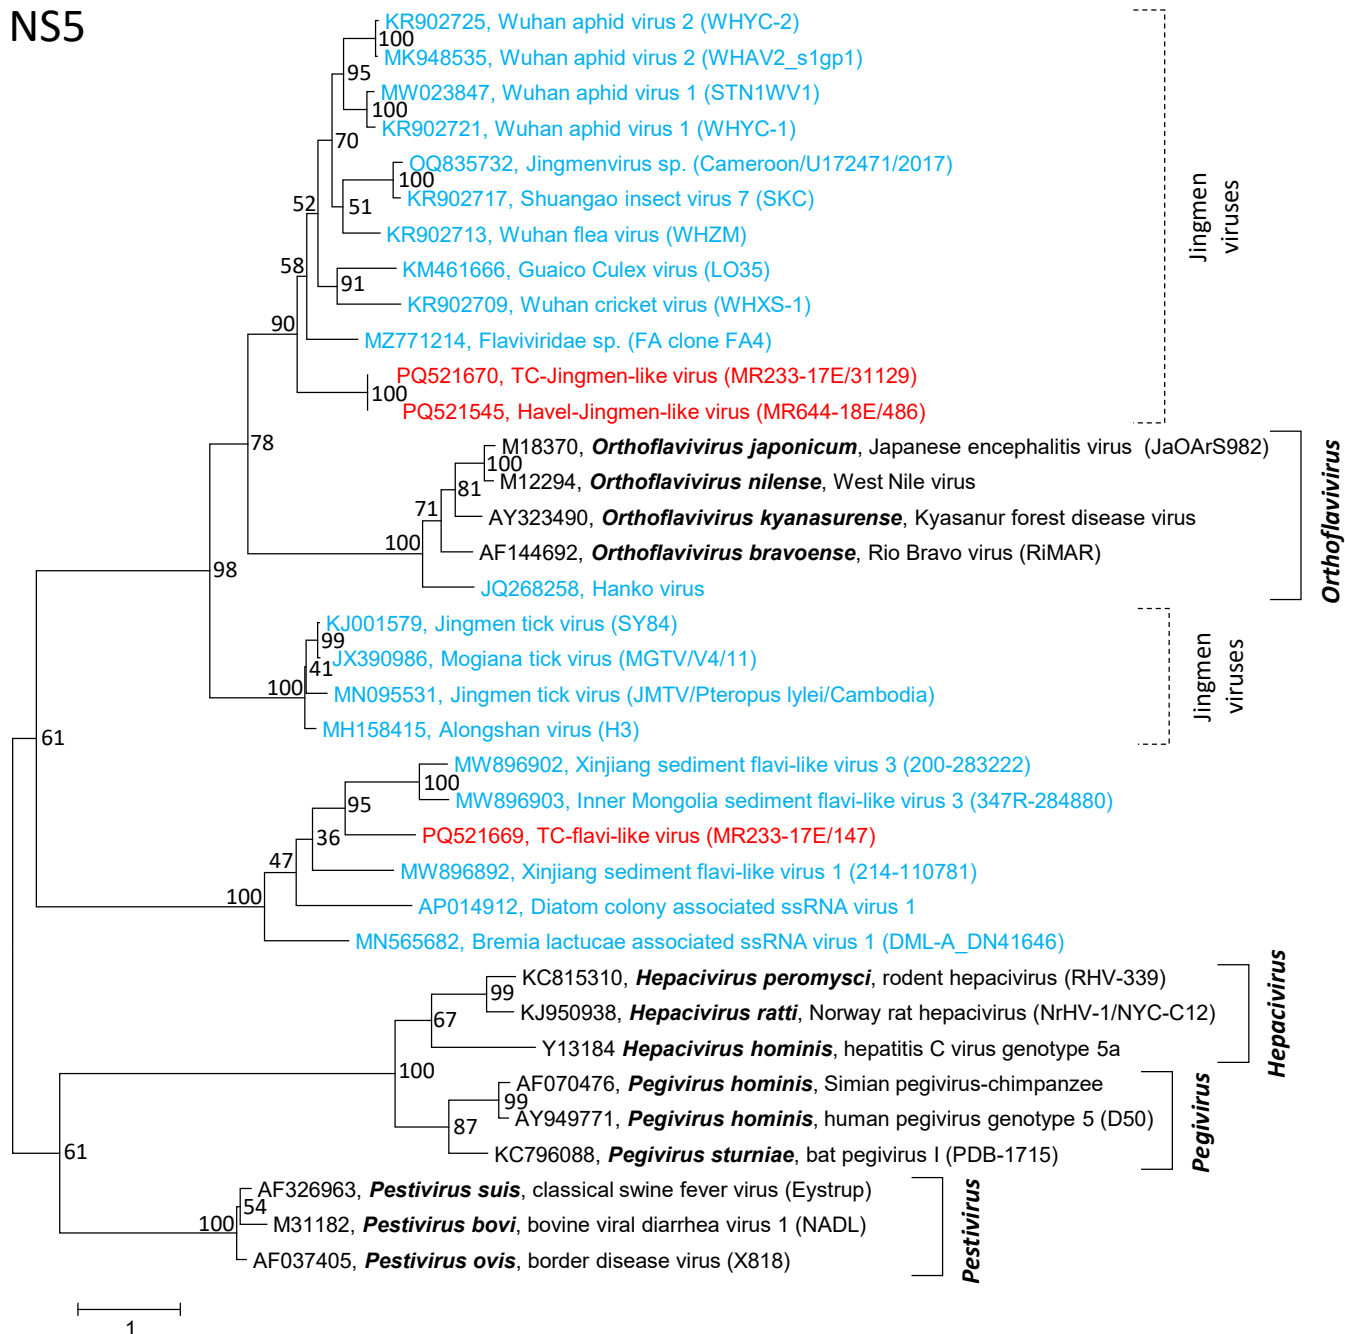 NS5
KR902725, Wuhan aphid virus 2 (WHYC-2)
100
MK948535, Wuhan aphid virus 2 (WHAV2_s1gp1)
95
MW023847, Wuhan aphid virus 1 (STN1WV1)
100
KR902721, Wuhan aphid virus 1 (WHYC-1)
70
OQ835732, Jingmenvirus sp. (Cameroon/U172471/2017)
100
KR902717, Shuangao insect virus 7 (SKC)
52
51
KR902713, Wuhan flea virus (WHZM)
58
KM461666, Guaico Culex virus (LO35)
91
KR902709, Wuhan cricket virus (WHXS-1)
90
MZ771214, Flaviviridae sp. (FA clone FA4)
PQ521670, TC-Jingmen-like virus (MR233-17E/31129)
100
PQ521545, Havel-Jingmen-like virus (MR644-18E/486)
Jingmen
viruses
78
M18370, Orthoflavivirus japonicum, Japanese encephalitis virus (JaOArS982)
100
M12294, Orthoflavivirus nilense, West Nile virus
81
71
AY323490, Orthoflavivirus kyanasurense, Kyasanur forest disease virus
100
AF144692, Orthoflavivirus bravoense, Rio Bravo virus (RiMAR)
JQ268258, Hanko virus
Orthoflavivirus
98
KJ001579, Jingmen tick virus (SY84)
99
JX390986, Mogiana tick virus (MGTV/V4/11)
41
100
MN095531, Jingmen tick virus (JMTV/Pteropus lylei/Cambodia)
MH158415, Alongshan virus (H3)
Jingmen
viruses
61
MW896902, Xinjiang sediment flavi-like virus 3 (200-283222)
100
MW896903, Inner Mongolia sediment flavi-like virus 3 (347R-284880)
95
PQ521669, TC-flavi-like virus (MR233-17E/147)
36
47
MW896892, Xinjiang sediment flavi-like virus 1 (214-110781)
100
AP014912, Diatom colony associated ssRNA virus 1
MN565682, Bremia lactucae associated ssRNA virus 1 (DML-A_DN41646)
KC815310, Hepacivirus peromysci, rodent hepacivirus (RHV-339)
99
KJ950938, Hepacivirus ratti, Norway rat hepacivirus (NrHV-1/NYC-C12)
67
Y13184 Hepacivirus hominis, hepatitis C virus genotype 5a
Hepacivirus
100
AF070476, Pegivirus hominis, Simian pegivirus-chimpanzee
99
AY949771, Pegivirus hominis, human pegivirus genotype 5 (D50)
87
KC796088, Pegivirus sturniae, bat pegivirus I (PDB-1715)
Pegivirus
61
AF326963, Pestivirus suis, classical swine fever virus (Eystrup)
54
100
M31182, Pestivirus bovi, bovine viral diarrhea virus 1 (NADL)
AF037405, Pestivirus ovis, border disease virus (X818)
Pestivirus
1